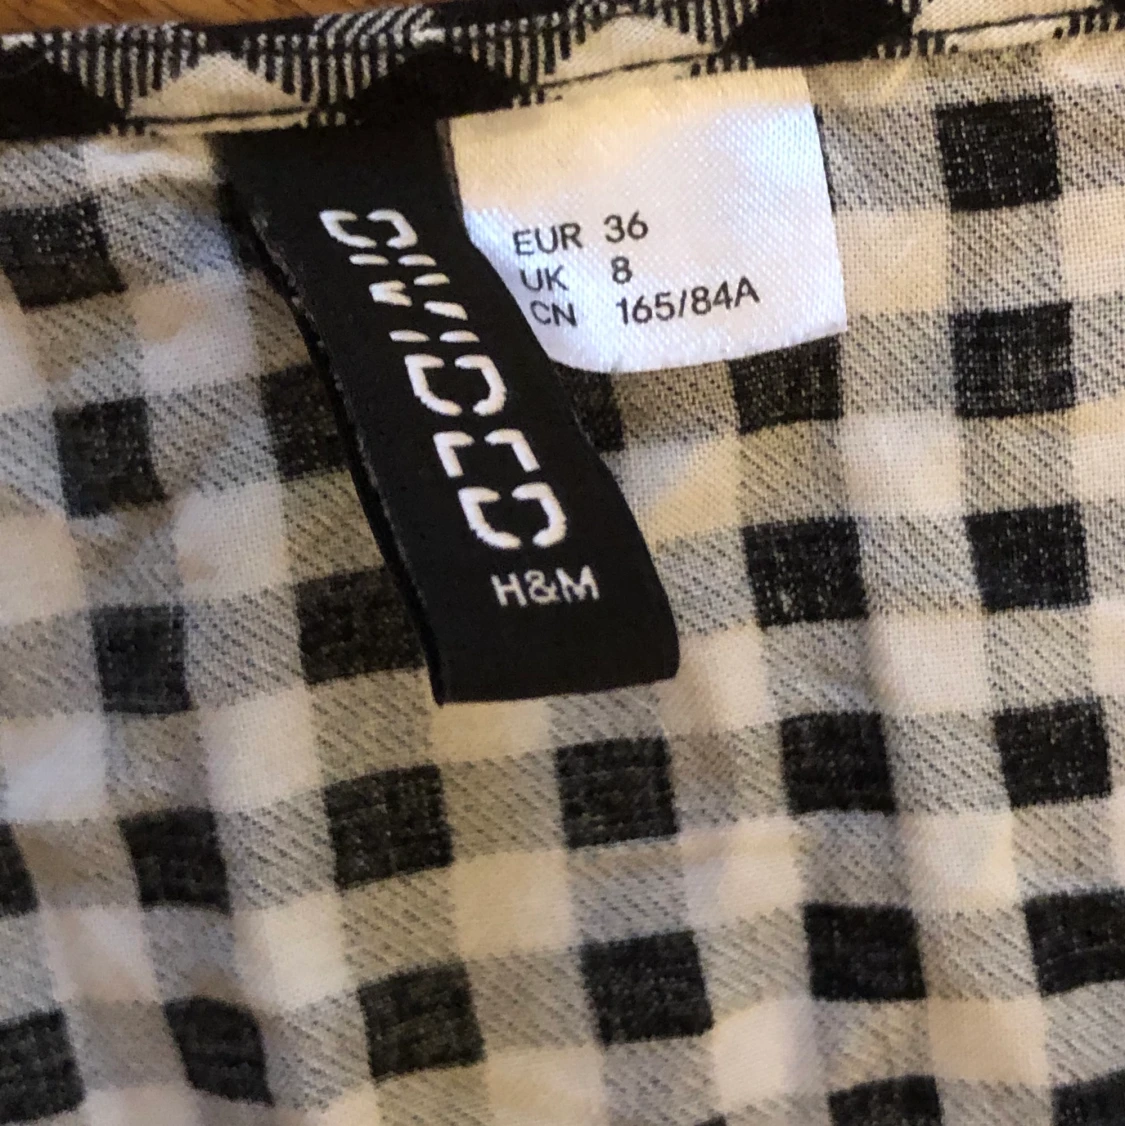 DIVIDED
H&M
EUR 36
UK 8
CN 165/84A